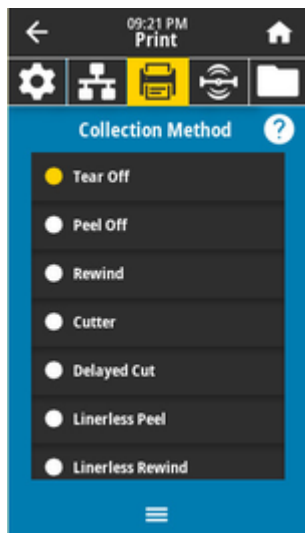 09:21 PM
Print
Collection Method
?
Tear Off
Peel Off
Rewind
Cutter
Delayed Cut
Linerless Peel
Linerless Rewind